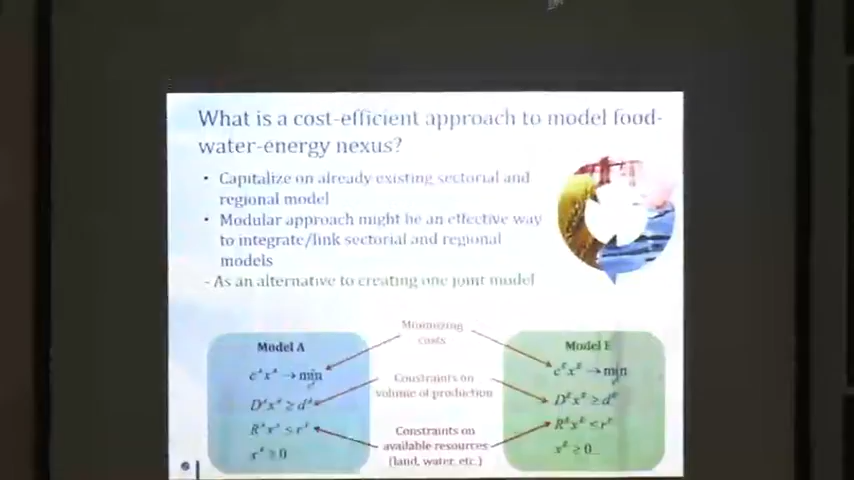 What is a cost-efficient approach to model food-
water-energy nexus?
• Capitalize on already existing sectorial and
regional model
• Modular approach might be an effective way
to integrate/link sectorial and regional
models
- As an alternative to creating one joint model
Minimizing
costs
Model A
Model E
→ min
→ min
Constraints on
volume of production
Constraints on
available resources
(land, water, etc.)